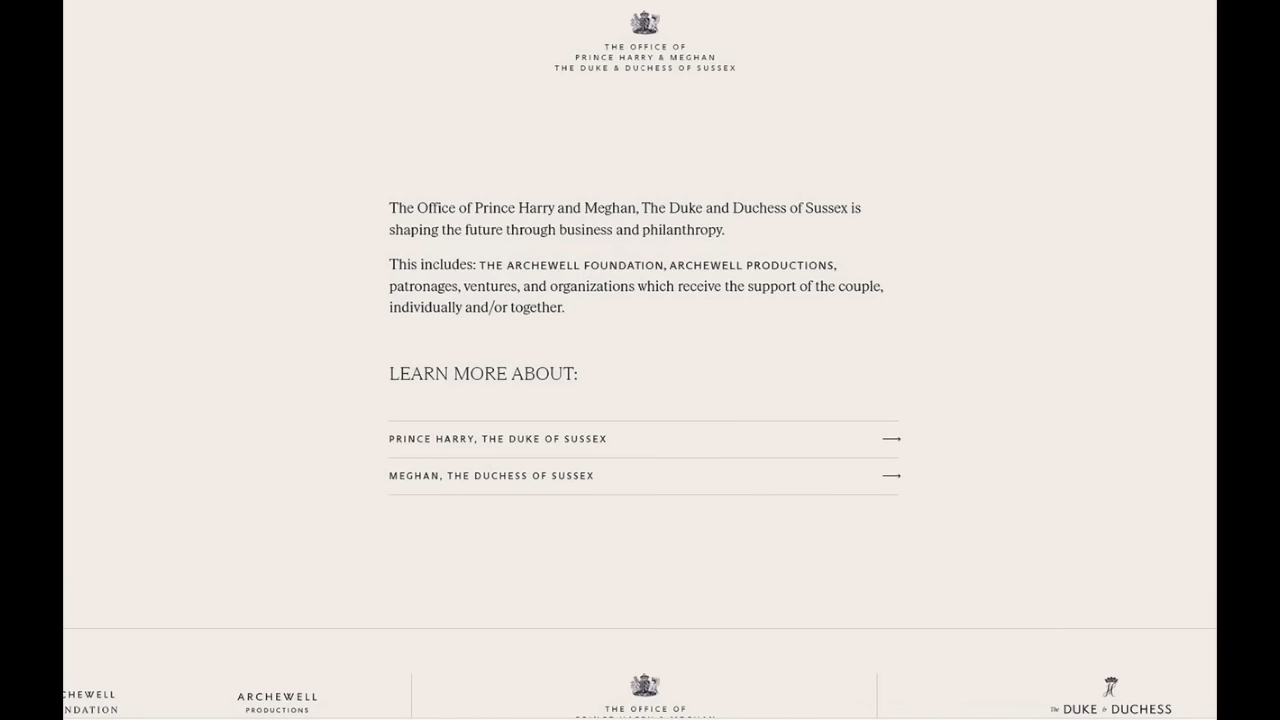 THE OFFICE OF
PRINCE HARRY & MEGHAN
THE DUKE & DUCHESS OF SUSSEX
The Office of Prince Harry and Meghan, The Duke and Duchess of Sussex is
shaping the future through business and philanthropy.
This includes: THE ARCHEWELL FOUNDATION, ARCHEWELL PRODUCTIONS,
patronages, ventures, and organizations which receive the support of the couple,
individually and/or together.
LEARN MORE ABOUT:
PRINCE HARRY, THE DUKE OF SUSSEX
MEGHAN, THE DUCHESS OF SUSSEX
CHEWELL
NDATION
ARCHEWELL
PRODUCTIONS
THE OFFICE OF
The DUKE & DUCHESS